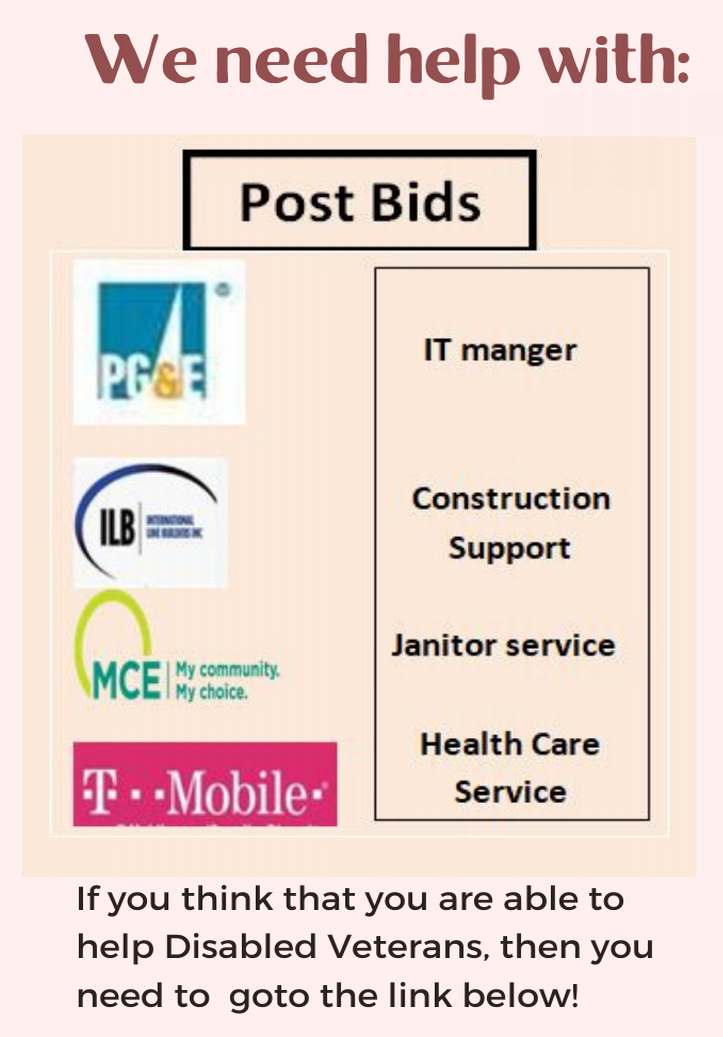 We need help with:
Post Bids
PG&E
IT manger
ILB
INTERNATIONAL
LINE BUILDERS INC
Construction
Support
MCE
My community.
My choice.
Janitor service
T··Mobile·
Health Care
Service
If you think that you are able to
help Disabled Veterans, then you
need to  goto the link below!